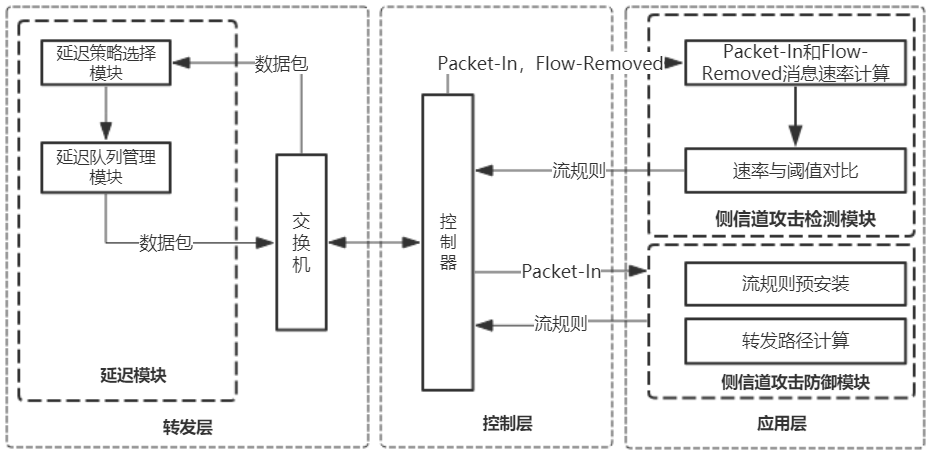 延迟策略选择
模块
数据包
延迟队列管理
模块
数据包
交
换
机
延迟模块
转发层
Packet-In，Flow-Removed
控
制
器
流规则
Packet-In
流规则
控制层
Packet-In和Flow-
Removed消息速率计算
速率与阈值对比
侧信道攻击检测模块
流规则预安装
转发路径计算
侧信道攻击防御模块
应用层